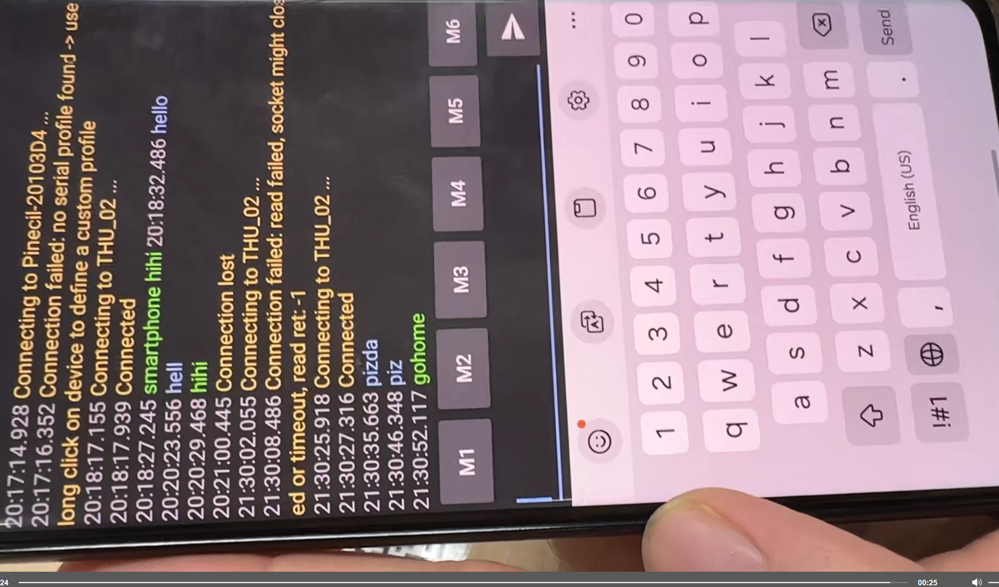 20:17:14.928 Connecting to Pinecil-20103D4 ...
20:17:16.352 Connection failed: no serial profile found -> use
long click on device to define a custom profile
20:18:17.155 Connecting to THU_02 ...
20:18:17.939 Connected
20:18:27.245 smartphone hihi 20:18:32.486 hello
20:20:23.556 hell
20:20:29.468 hihi
20:21:00.445 Connection lost
21:30:02.055 Connecting to THU_02 ...
21:30:08.486 Connection failed: read failed, socket might clos
ed or timeout, read ret: -1
21:30:25.918 Connecting to THU_02 ...
21:30:27.316 Connected
21:30:35.663 pizda
21:30:46.348 piz
21:30:52.117 gohome
M1 M2 M3 M4 M5 M6
1 2 3 4 5 6 7 8 9 0
q w e r t y u i o p
a s d f g h j k l
z x c v b n m
!#1 , English (US) . Send
24 00:25